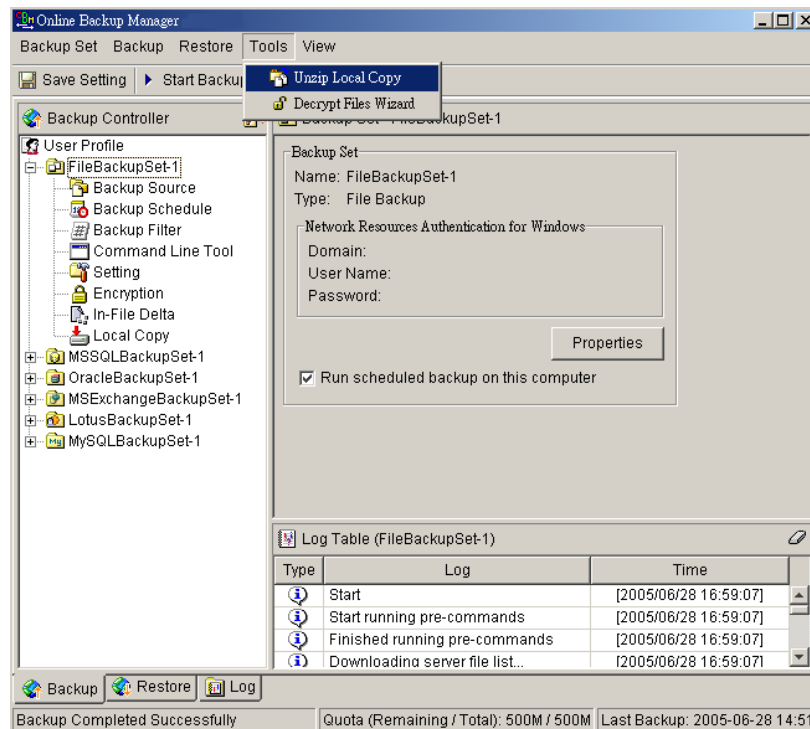 Online Backup Manager
Backup Set Backup Restore Tools View
Save Setting Start Backup
Unzip Local Copy
Decrypt Files Wizard
Backup Controller
User Profile
FileBackupSet-1
Backup Source
Backup Schedule
Backup Filter
Command Line Tool
Setting
Encryption
In-File Delta
Local Copy
MSSQLBackupSet-1
OracleBackupSet-1
MSExchangeBackupSet-1
LotusBackupSet-1
MySQLBackupSet-1
Backup Set - FileBackupSet-1
Backup Set
Name: FileBackupSet-1
Type: File Backup
Network Resources Authentication for Windows
Domain:
User Name:
Password:
Properties
Run scheduled backup on this computer
Log Table (FileBackupSet-1)
Type Log Time
Start [2005/06/28 16:59:07]
Start running pre-commands [2005/06/28 16:59:07]
Finished running pre-commands [2005/06/28 16:59:07]
Downloading server file list... [2005/06/28 16:59:07]
Backup Restore Log
Backup Completed Successfully Quota (Remaining / Total): 500M / 500M Last Backup: 2005-06-28 14:51